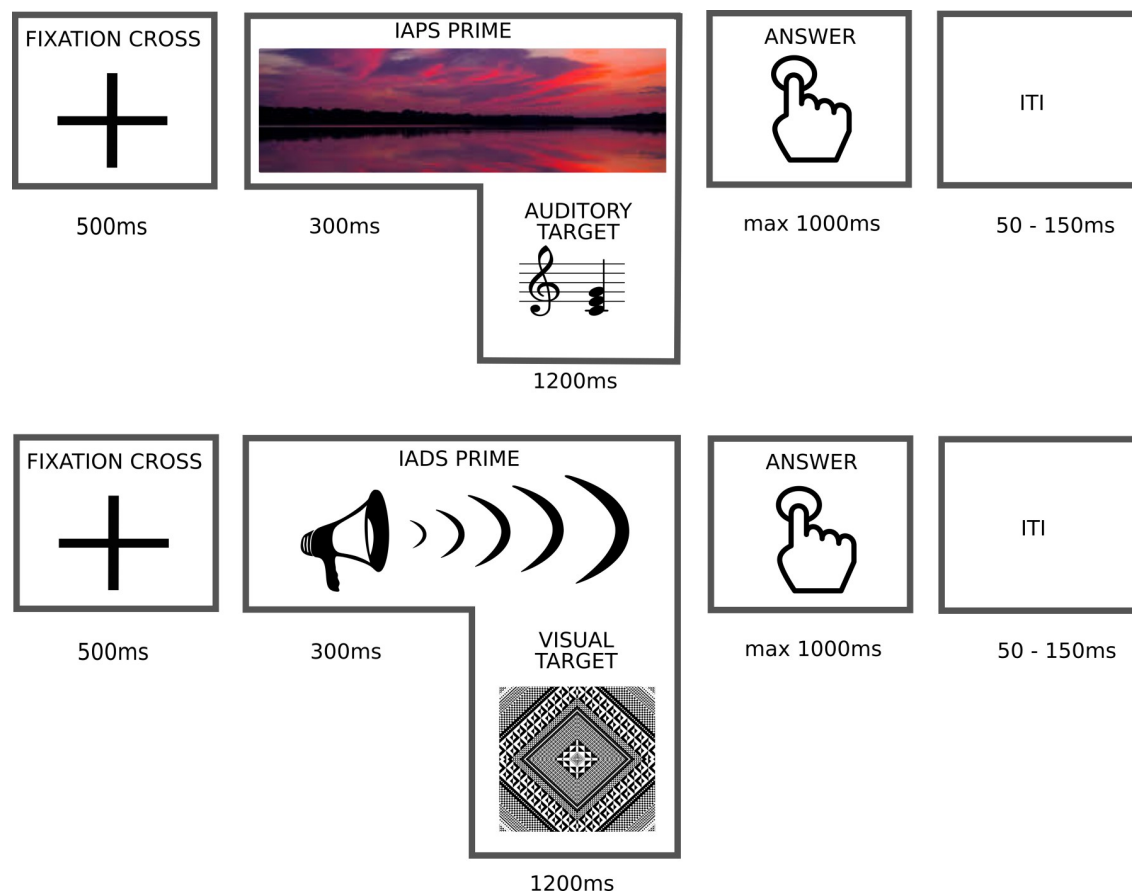 FIXATION CROSS
IAPS PRIME
ANSWER
ITI
500ms
300ms
AUDITORY
TARGET
max 1000ms
50 - 150ms
1200ms
FIXATION CROSS
IADS PRIME
ANSWER
ITI
500ms
300ms
VISUAL
TARGET
max 1000ms
50 - 150ms
1200ms